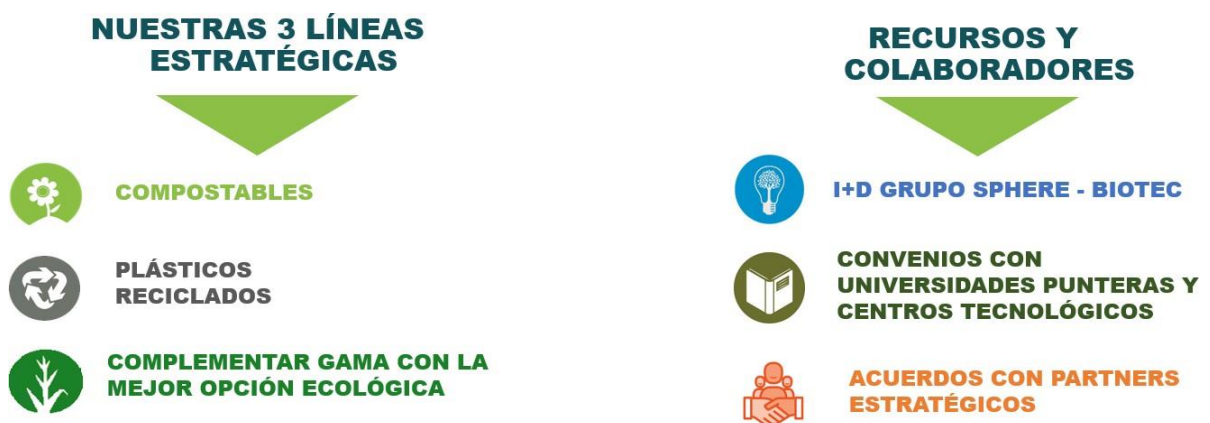 NUESTRAS 3 LÍNEAS
ESTRATÉGICAS
COMPOSTABLES
PLÁSTICOS
RECICLADOS
COMPLEMENTAR GAMA CON LA
MEJOR OPCIÓN ECOLÓGICA
RECURSOS Y
COLABORADORES
I+D GRUPO SPHERE - BIOTEC
CONVENIOS CON
UNIVERSIDADES PUNTERAS Y
CENTROS TECNOLÓGICOS
ACUERDOS CON PARTNERS
ESTRATÉGICOS